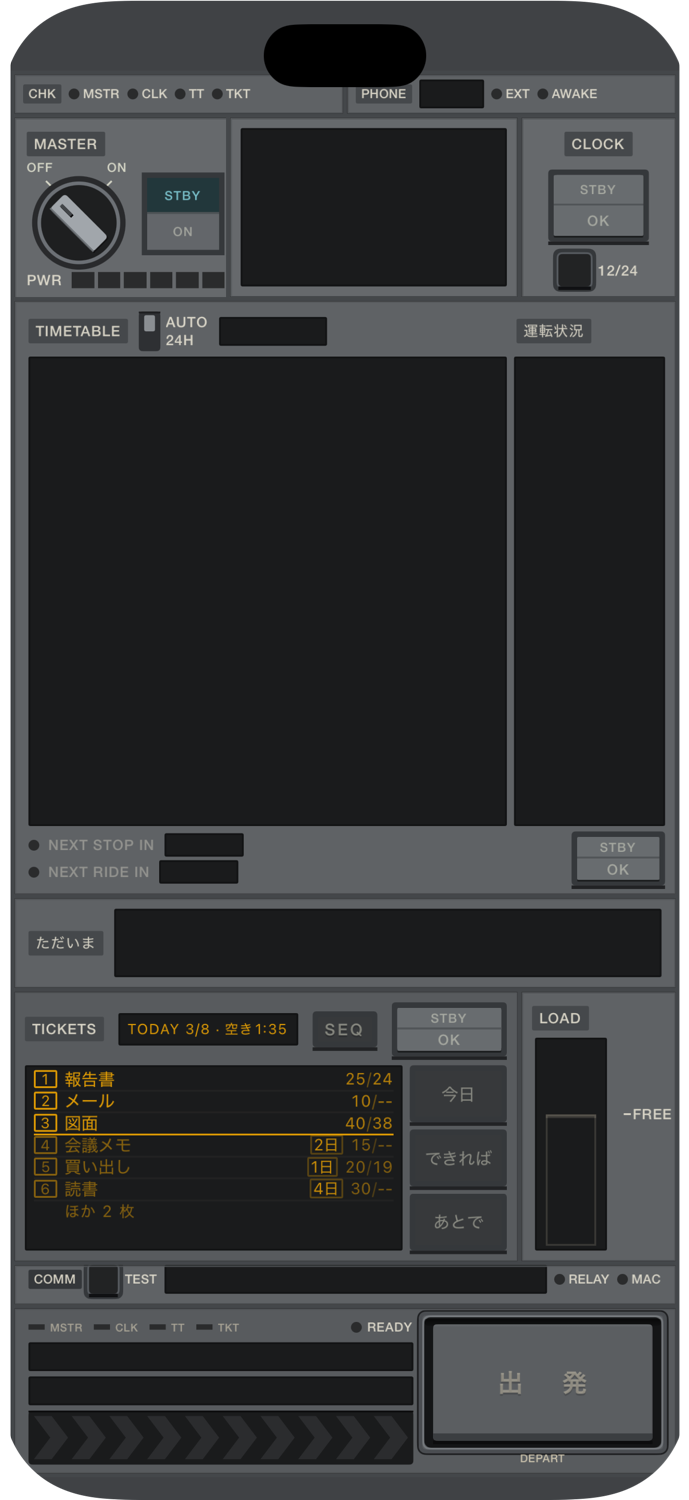 CHK MSTR CLK TT TKT PHONE EXT AWAKE
MASTER
OFF ON
STBY
ON
PWR
CLOCK
STBY
OK
12/24
TIMETABLE AUTO
24H
運転状況
NEXT STOP IN
NEXT RIDE IN
STBY
OK
ただいま
TICKETS TODAY 3/8 · 空き1:35 SEQ
STBY
OK
LOAD
1 報告書 25/24
2 メール 10/--
3 図面 40/38
4 会議メモ 2日 15/--
5 買い出し 1日 20/19
6 読書 4日 30/--
ほか 2 枚
今日
できれば
あとで
FREE
COMM TEST RELAY MAC
MSTR CLK TT TKT READY
出 発
DEPART